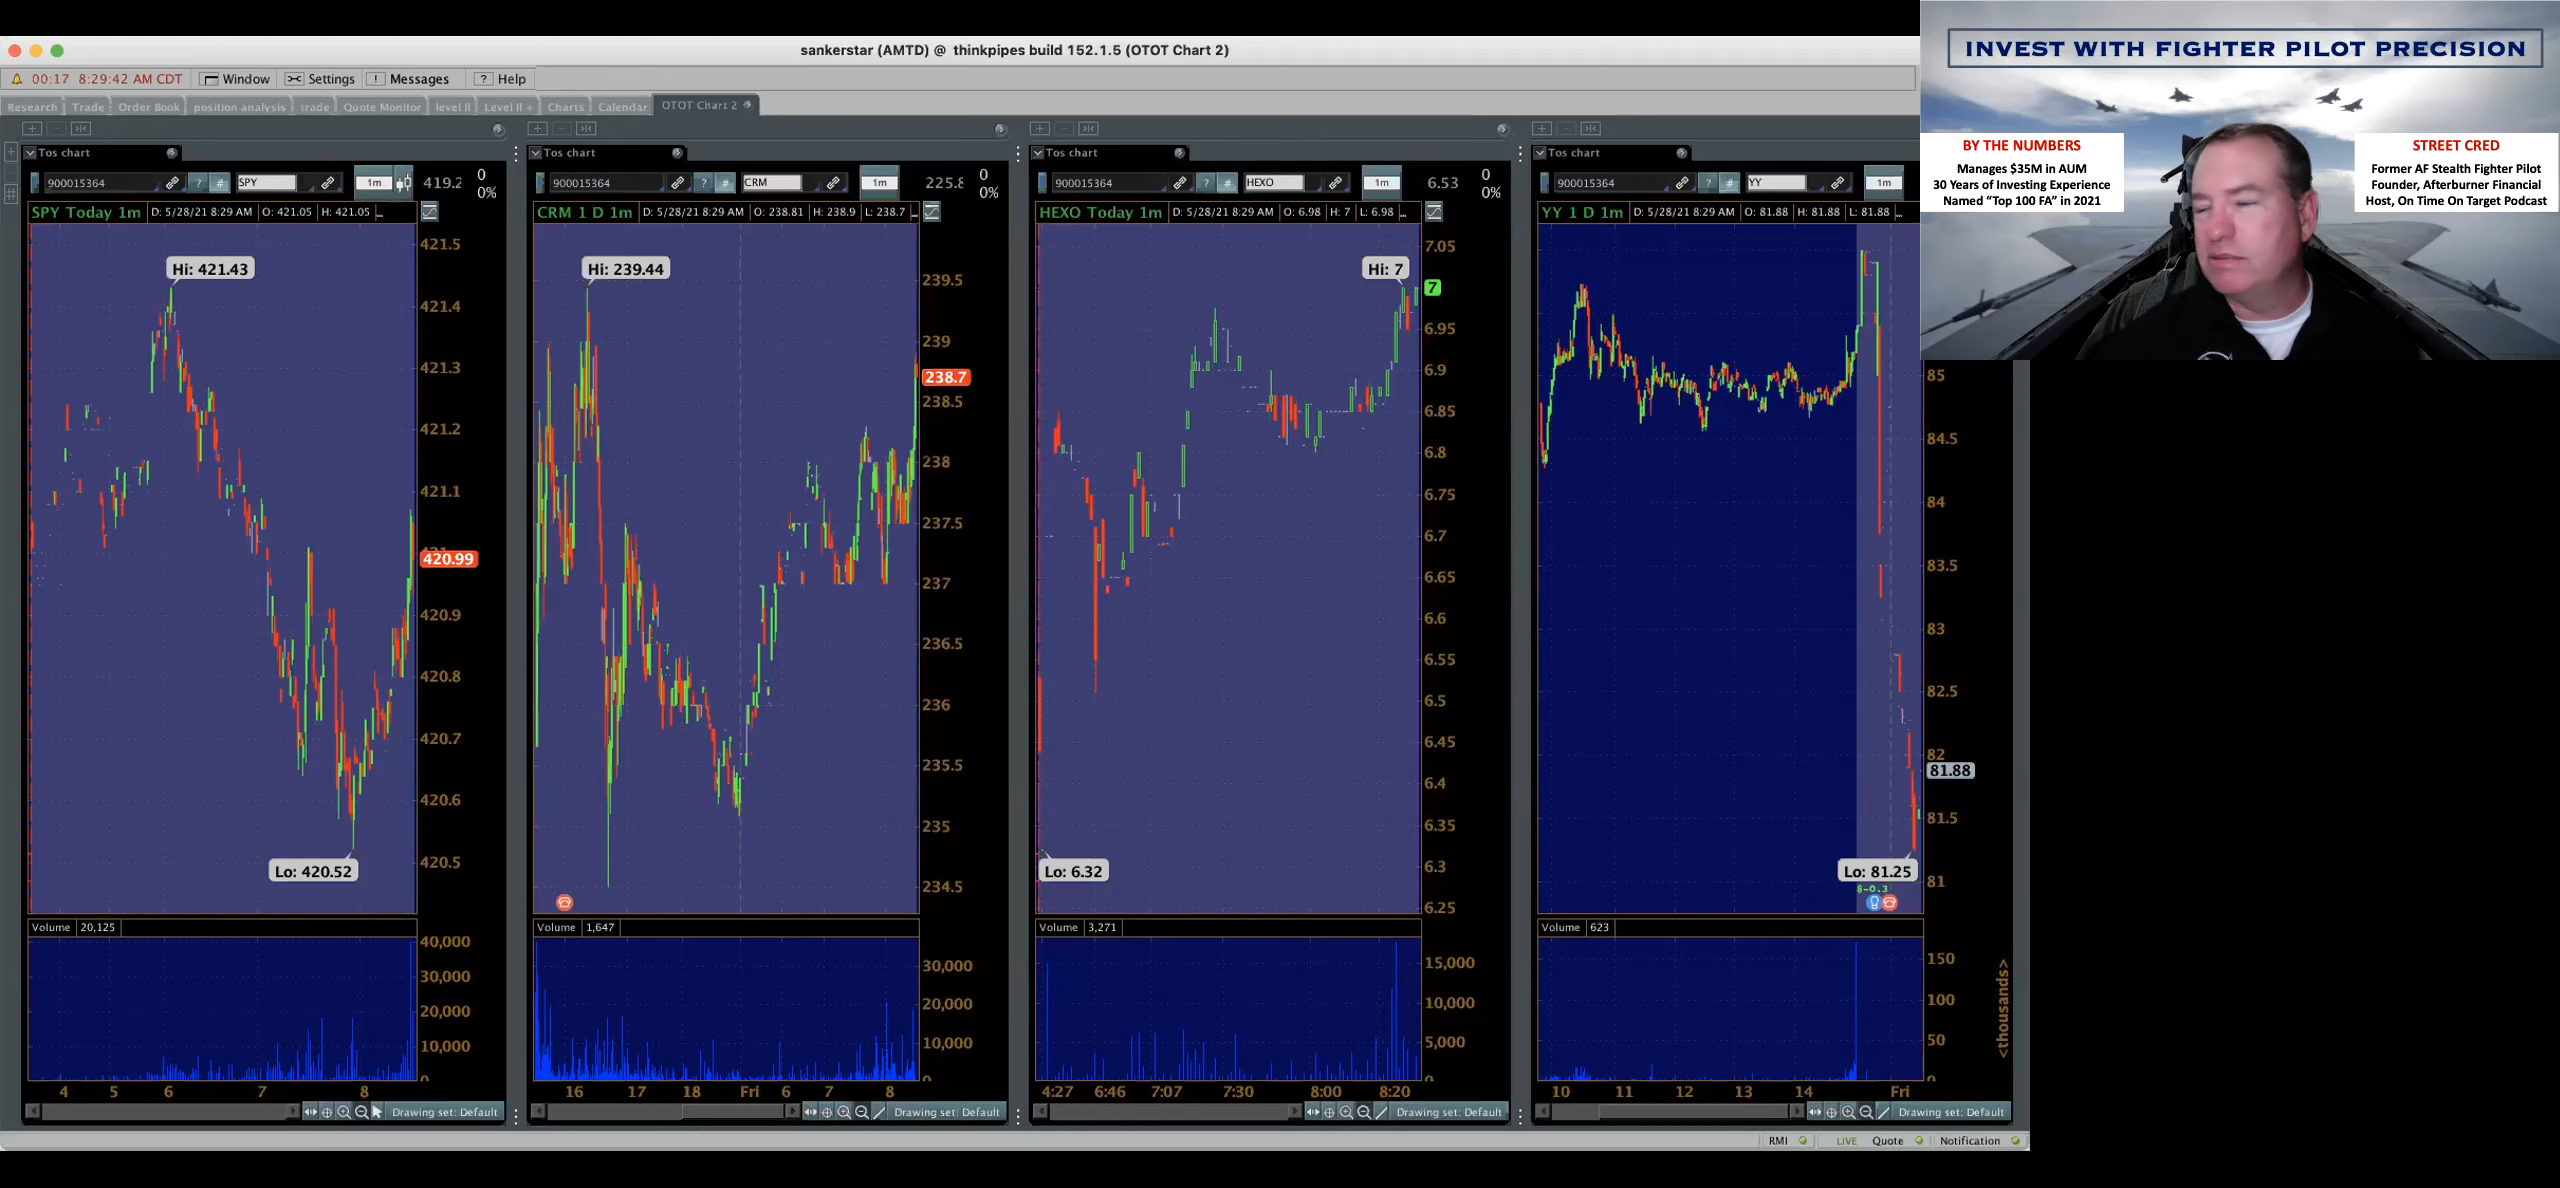 sankerstar (AMTD) @ thinkpipes build 152.1.5 (OTOT Chart 2)
00:17 8:29:42 AM CDT Window Settings ! Messages ? Help
Research Trade Order Book position analysis trade Quote Monitor level II Level II + Charts Calendar OTOT Chart 2
INVEST WITH FIGHTER PILOT PRECISION
BY THE NUMBERS
Manages $35M in AUM
30 Years of Investing Experience
Named "Top 100 FA" in 2021
STREET CRED
Former AF Stealth Fighter Pilot
Founder, Afterburner Financial
Host, On Time On Target Podcast
Tos chart
900015364 ? # SPY 1m 419.2 0
0%
SPY Today 1m D: 5/28/21 8:29 AM O: 421.05 H: 421.05 ...
421.5
Hi: 421.43
421.4
421.3
421.2
421.1
420.99
420.9
420.8
420.7
420.6
420.5
Lo: 420.52
Volume 20,125
40,000
30,000
20,000
10,000
0
4 5 6 7 8
Drawing set: Default
Tos chart
900015364 ? # CRM 1m 225.8 0
0%
CRM 1 D 1m D: 5/28/21 8:29 AM O: 238.81 H: 238.9 L: 238.7 ...
Hi: 239.44
239.5
239
238.7
238.5
238
237.5
237
236.5
236
235.5
235
234.5
Volume 1,647
30,000
20,000
10,000
0
16 17 18 Fri 6 7 8
Drawing set: Default
Tos chart
900015364 ? # HEXO 1m 6.53 0
0%
HEXO Today 1m D: 5/28/21 8:29 AM O: 6.98 H: 7 L: 6.98 ...
7.05
Hi: 7
7
6.95
6.9
6.85
6.8
6.75
6.7
6.65
6.6
6.55
6.5
6.45
6.4
6.35
6.3
6.25
Lo: 6.32
Volume 3,271
15,000
10,000
5,000
0
4:27 6:46 7:07 7:30 8:00 8:20
Drawing set: Default
Tos chart
900015364 ? # YY 1m
YY 1 D 1m D: 5/28/21 8:29 AM O: 81.88 H: 81.88 L: 81.88 ...
85
84.5
84
83.5
83
82.5
82
81.88
81.5
81
Lo: 81.25
$-0.3
Volume 623
150
100
50
0
<thousands>
10 11 12 13 14 Fri
Drawing set: Default
RMI LIVE Quote Notification